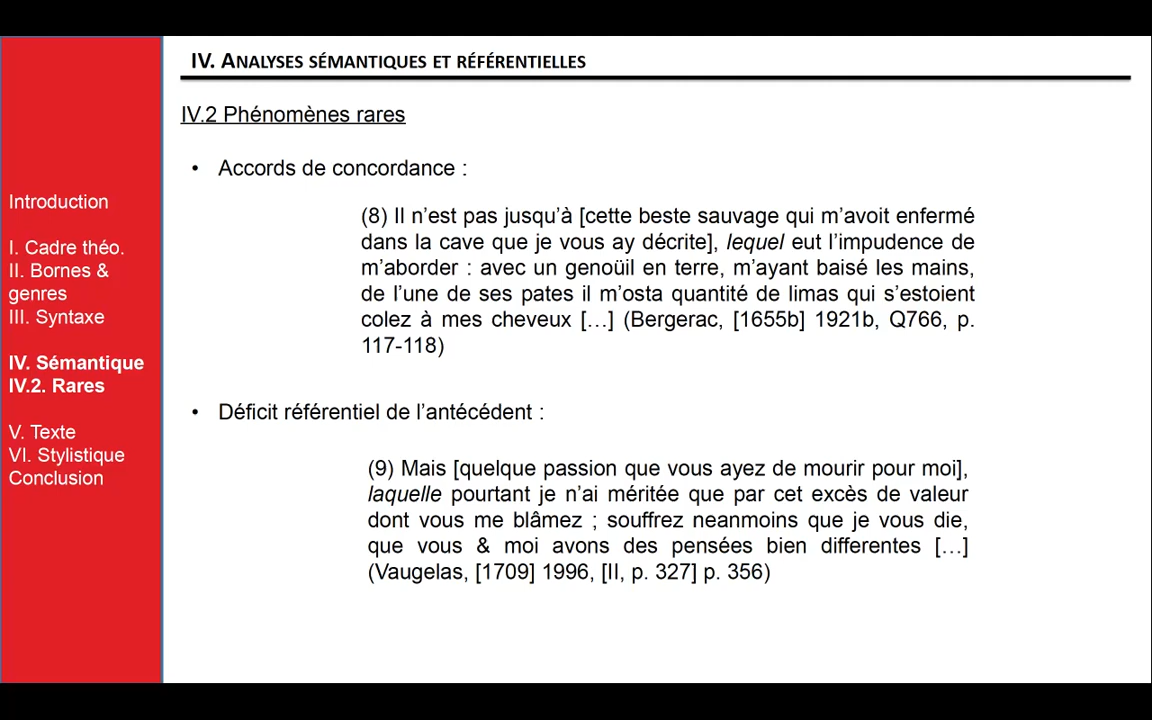 IV. ANALYSES SÉMANTIQUES ET RÉFÉRENTIELLES
IV.2 Phénomènes rares
• Accords de concordance :
(8) Il n’est pas jusqu’à [cette beste sauvage qui m’avoit enfermé
dans la cave que je vous ay décrite], lequel eut l’impudence de
m’aborder : avec un genoüil en terre, m’ayant baisé les mains,
de l’une de ses pates il m’osta quantité de limas qui s’estoient
colez à mes cheveux […] (Bergerac, [1655b] 1921b, Q766, p.
117-118)
• Déficit référentiel de l’antécédent :
(9) Mais [quelque passion que vous ayez de mourir pour moi],
laquelle pourtant je n’ai méritée que par cet excès de valeur
dont vous me blâmez ; souffrez neanmoins que je vous die,
que vous & moi avons des pensées bien differentes […]
(Vaugelas, [1709] 1996, [II, p. 327] p. 356)
Introduction
I. Cadre théo.
II. Bornes &
genres
III. Syntaxe
IV. Sémantique
IV.2. Rares
V. Texte
VI. Stylistique
Conclusion